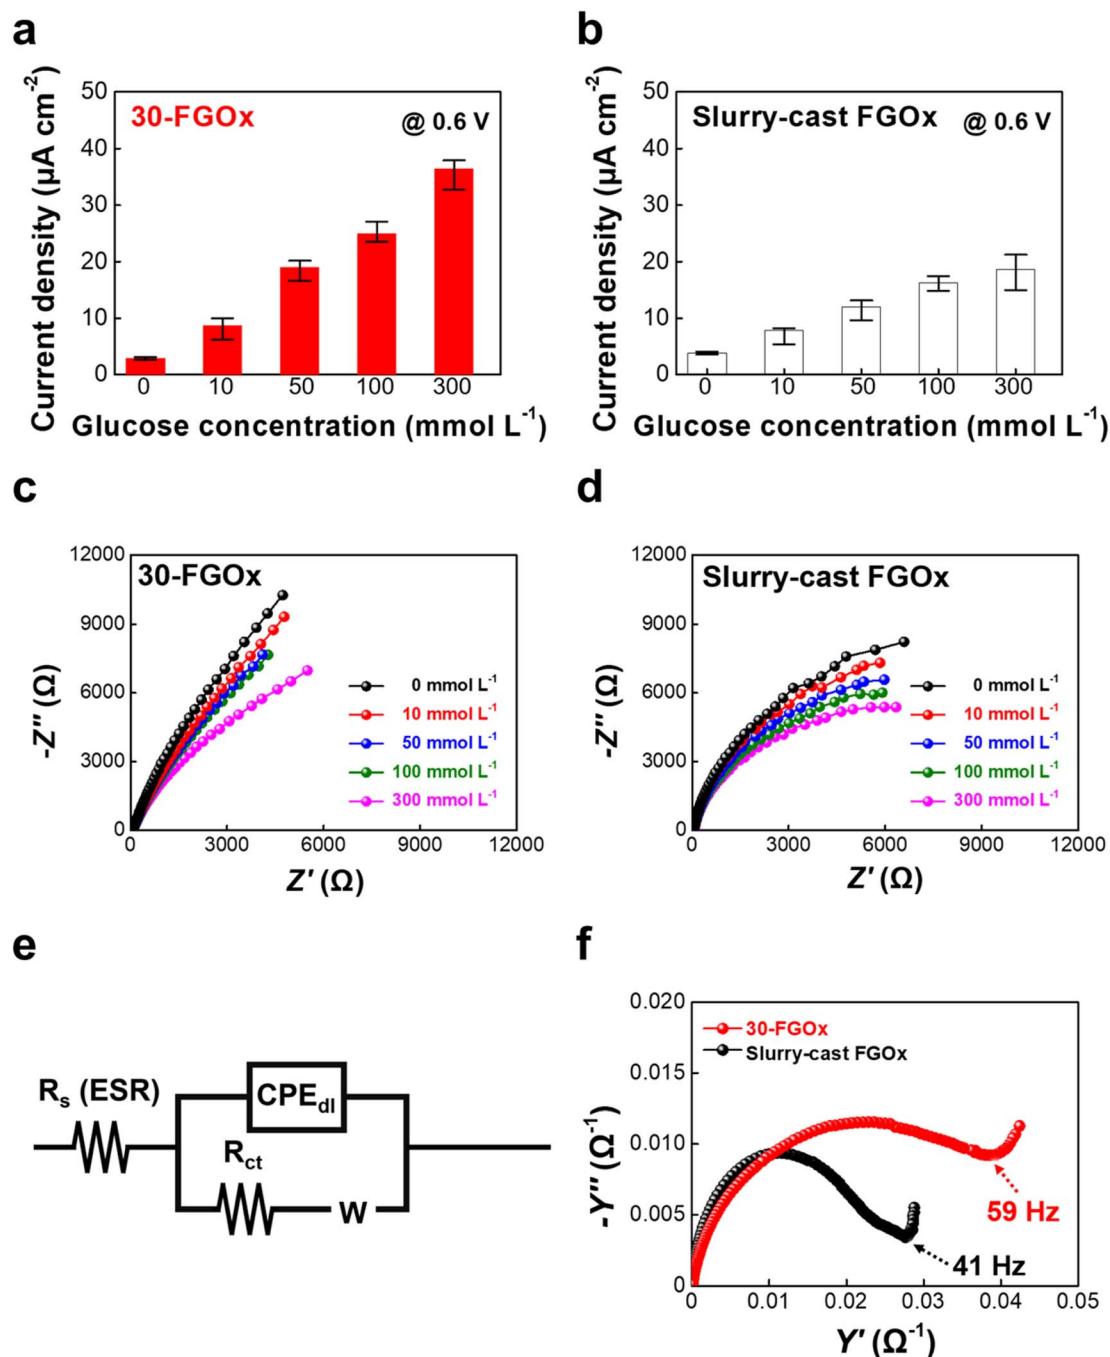 a
30-FGOx
@ 0.6 V
Current density (µA cm⁻²)
50
40
30
20
10
0
0 10 50 100 300
Glucose concentration (mmol L⁻¹)
b
Slurry-cast FGOx
@ 0.6 V
Current density (µA cm⁻²)
50
40
30
20
10
0
0 10 50 100 300
Glucose concentration (mmol L⁻¹)
c
30-FGOx
-Z″ (Ω)
12000
9000
6000
3000
0
0 mmol L⁻¹
10 mmol L⁻¹
50 mmol L⁻¹
100 mmol L⁻¹
300 mmol L⁻¹
0 3000 6000 9000 12000
Z′ (Ω)
d
Slurry-cast FGOx
-Z″ (Ω)
12000
9000
6000
3000
0
0 mmol L⁻¹
10 mmol L⁻¹
50 mmol L⁻¹
100 mmol L⁻¹
300 mmol L⁻¹
0 3000 6000 9000 12000
Z′ (Ω)
e
Rs (ESR)
CPEdl
Rct
W
f
-Y″ (Ω⁻¹)
0.020
0.015
0.010
0.005
0
30-FGOx
Slurry-cast FGOx
59 Hz
41 Hz
0 0.01 0.02 0.03 0.04 0.05
Y′ (Ω⁻¹)